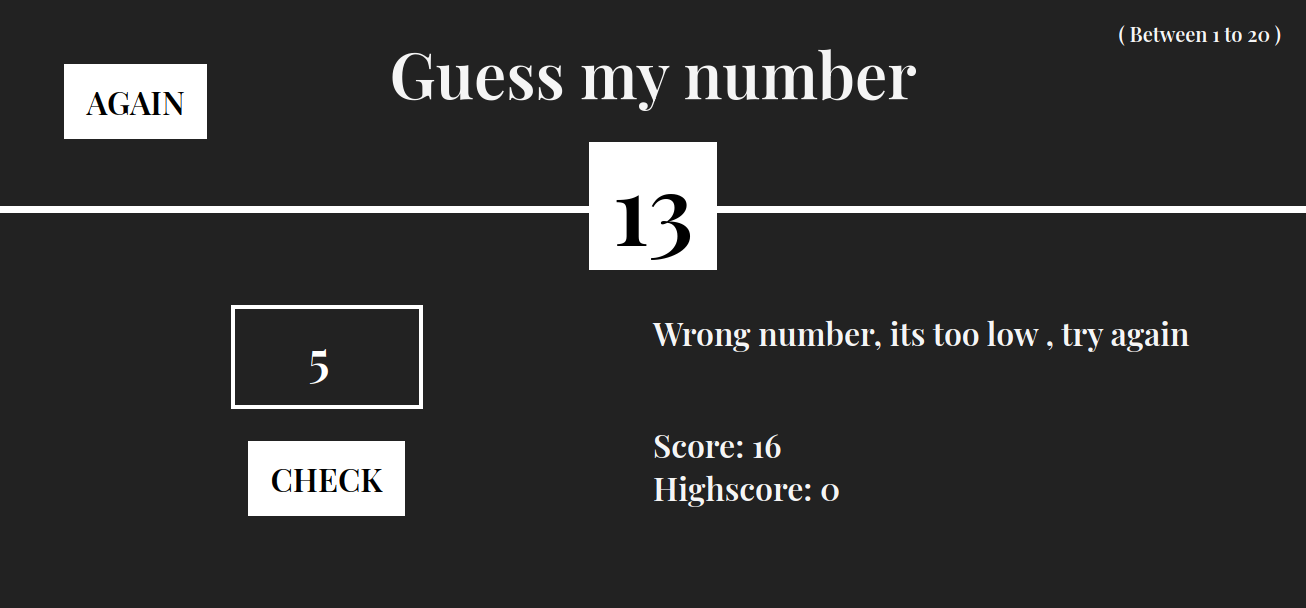 ( Between 1 to 20 )
Guess my number
AGAIN
13
5
Wrong number, its too low , try again
CHECK
Score: 16
Highscore: 0